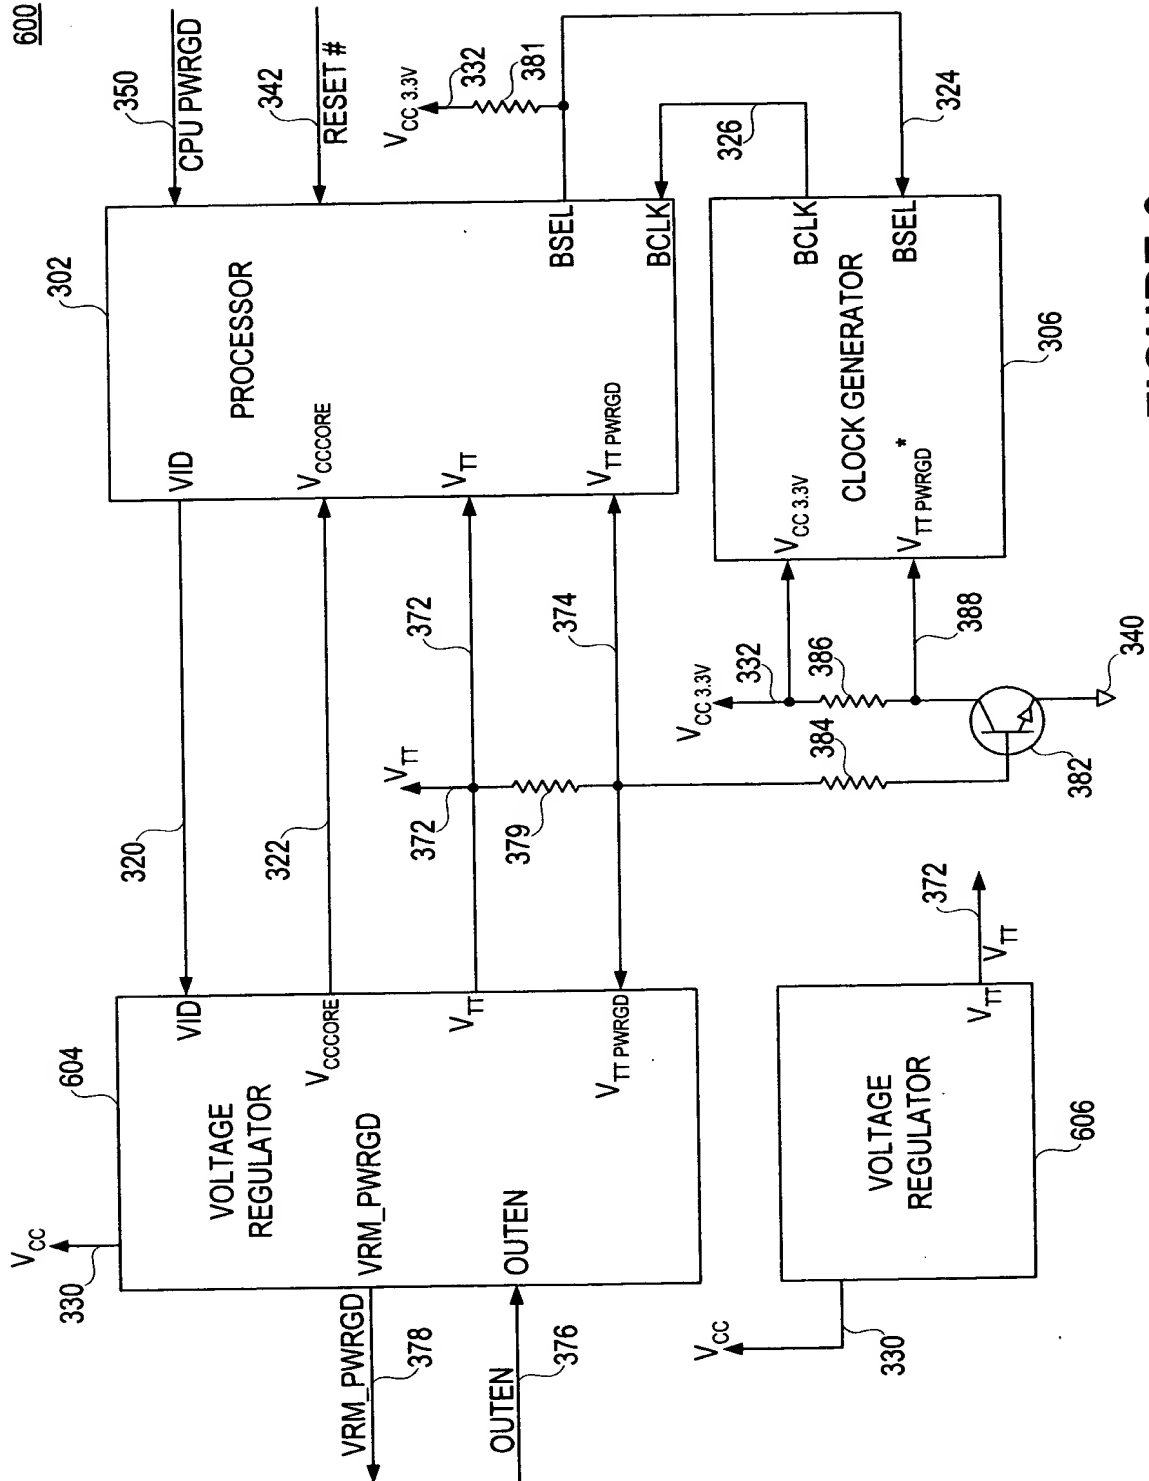 600
V_CC
330
604
VOLTAGE
REGULATOR
VID
V_CCCORE
V_TT
V_TT PWRGD
VRM_PWRGD
OUTEN
VRM_PWRGD
378
OUTEN
376
320
322
V_TT
372
372
379
374
302
PROCESSOR
VID
V_CCCORE
V_TT
V_TT PWRGD
BSEL
BCLK
350
CPU PWRGD
342
RESET #
V_CC 3.3V
332
381
326
324
V_CC
330
VOLTAGE
REGULATOR
V_TT
606
V_TT
372
384
382
V_CC 3.3V
332
386
388
340
CLOCK GENERATOR
V_CC 3.3V
V_TT PWRGD*
BCLK
BSEL
306